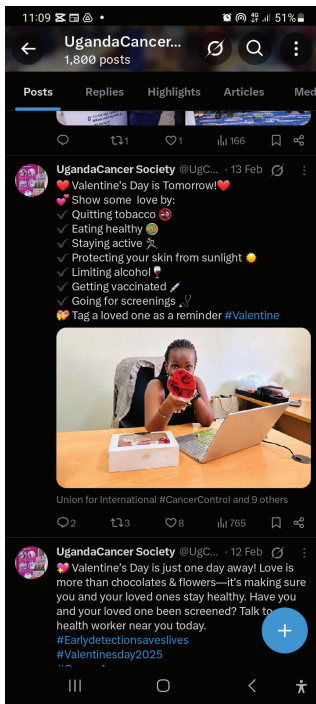 11:09 51%
UgandaCancer...
1,800 posts
Posts Replies Highlights Articles Med
1 1 166
UgandaCancer Society @UgC... · 13 Feb
❤️ Valentine's Day is Tomorrow!❤️
💕 Show some love by:
✓ Quitting tobacco 🚭
✓ Eating healthy 🥗
✓ Staying active 🏃
✓ Protecting your skin from sunlight ☀️
✓ Limiting alcohol🍷
✓ Getting vaccinated 💉
✓ Going for screenings 🩺
💝 Tag a loved one as a reminder #Valentine
Union for International #CancerControl and 9 others
2 3 8 765
UgandaCancer Society @UgC... · 12 Feb
💖 Valentine's Day is just one day away! Love is
more than chocolates & flowers—it's making sure
you and your loved ones stay healthy. Have you
and your loved one been screened? Talk to
health worker near you today.
#Earlydetectionsaveslives
#Valentinesday2025